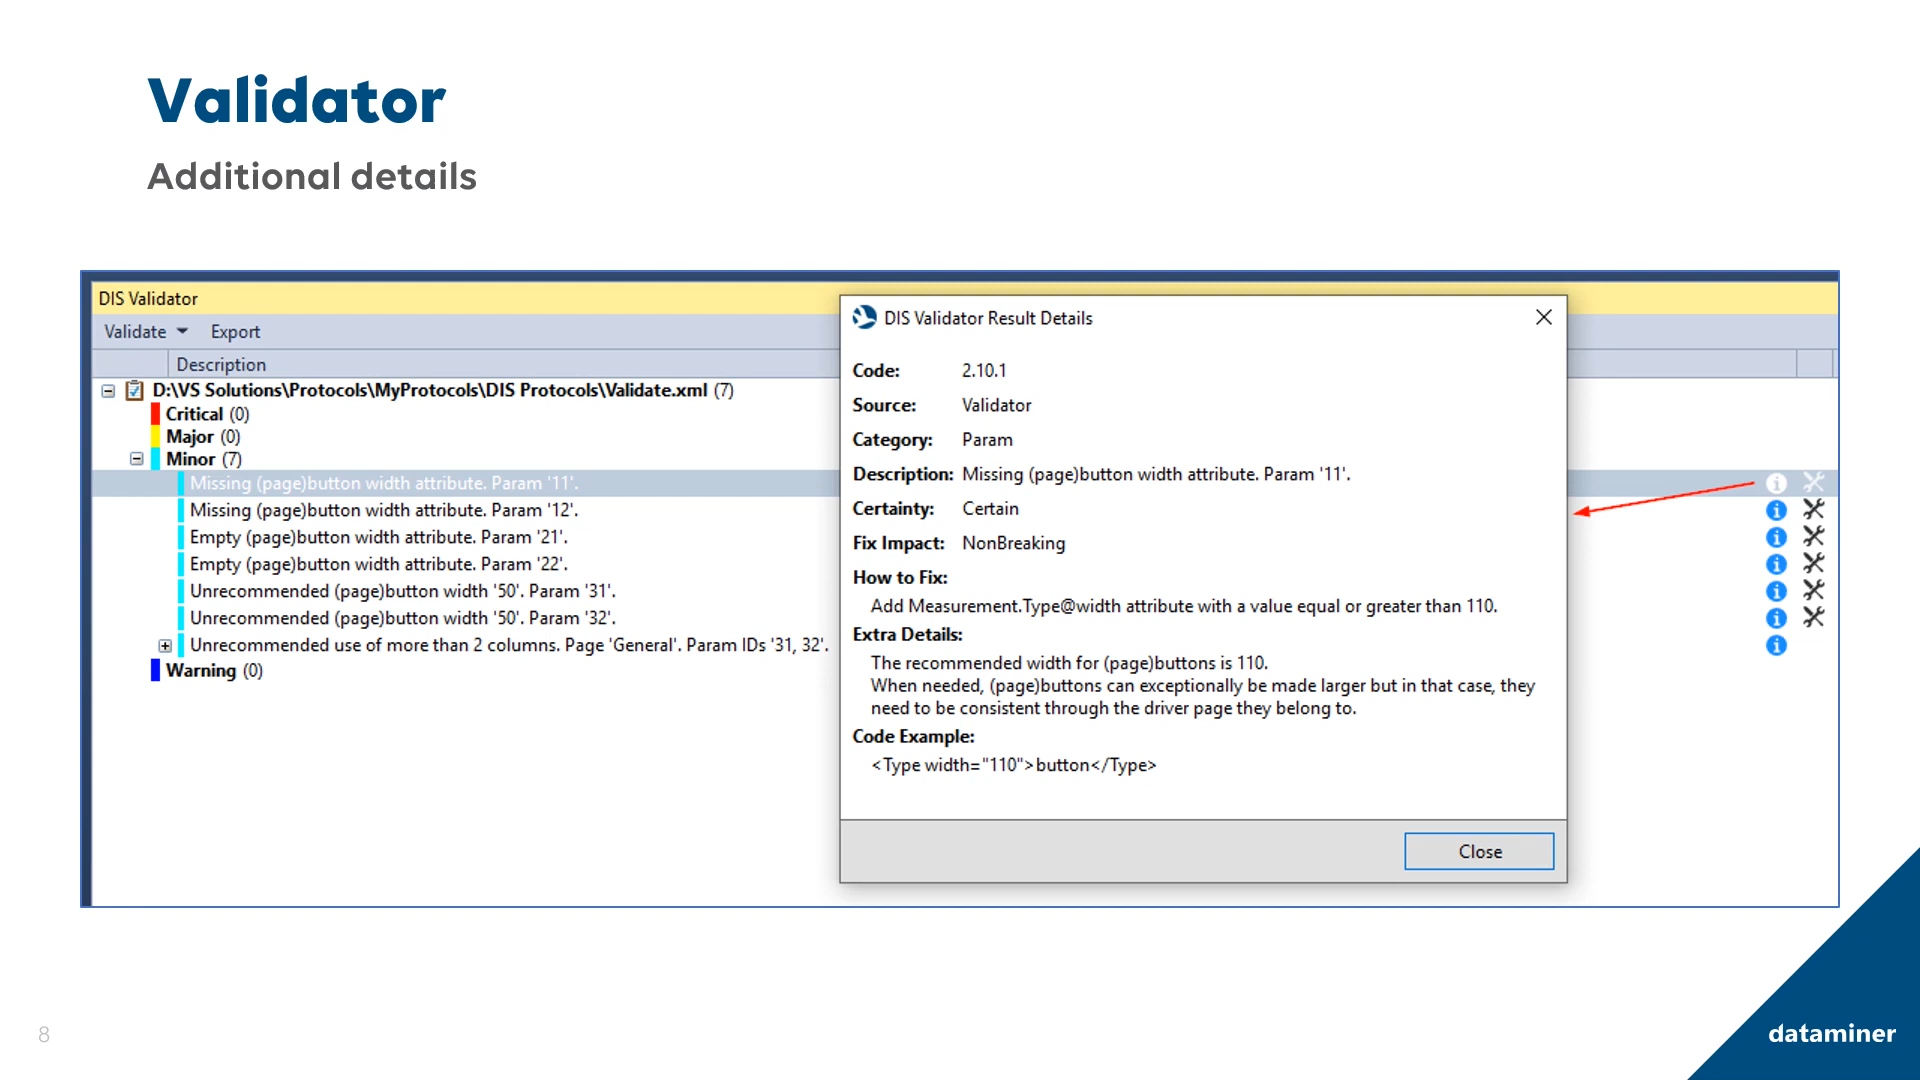 Validator
Additional details
DIS Validator
Validate Export
Description
D:\VS Solutions\Protocols\MyProtocols\DIS Protocols\Validate.xml (7)
Critical (0)
Major (0)
Minor (7)
Missing (page)button width attribute. Param '11'.
Missing (page)button width attribute. Param '12'.
Empty (page)button width attribute. Param '21'.
Empty (page)button width attribute. Param '22'.
Unrecommended (page)button width '50'. Param '31'.
Unrecommended (page)button width '50'. Param '32'.
Unrecommended use of more than 2 columns. Page 'General'. Param IDs '31, 32'.
Warning (0)
DIS Validator Result Details
Code: 2.10.1
Source: Validator
Category: Param
Description: Missing (page)button width attribute. Param '11'.
Certainty: Certain
Fix Impact: NonBreaking
How to Fix:
Add Measurement.Type@width attribute with a value equal or greater than 110.
Extra Details:
The recommended width for (page)buttons is 110.
When needed, (page)buttons can exceptionally be made larger but in that case, they
need to be consistent through the driver page they belong to.
Code Example:
<Type width="110">button</Type>
Close
8
dataminer